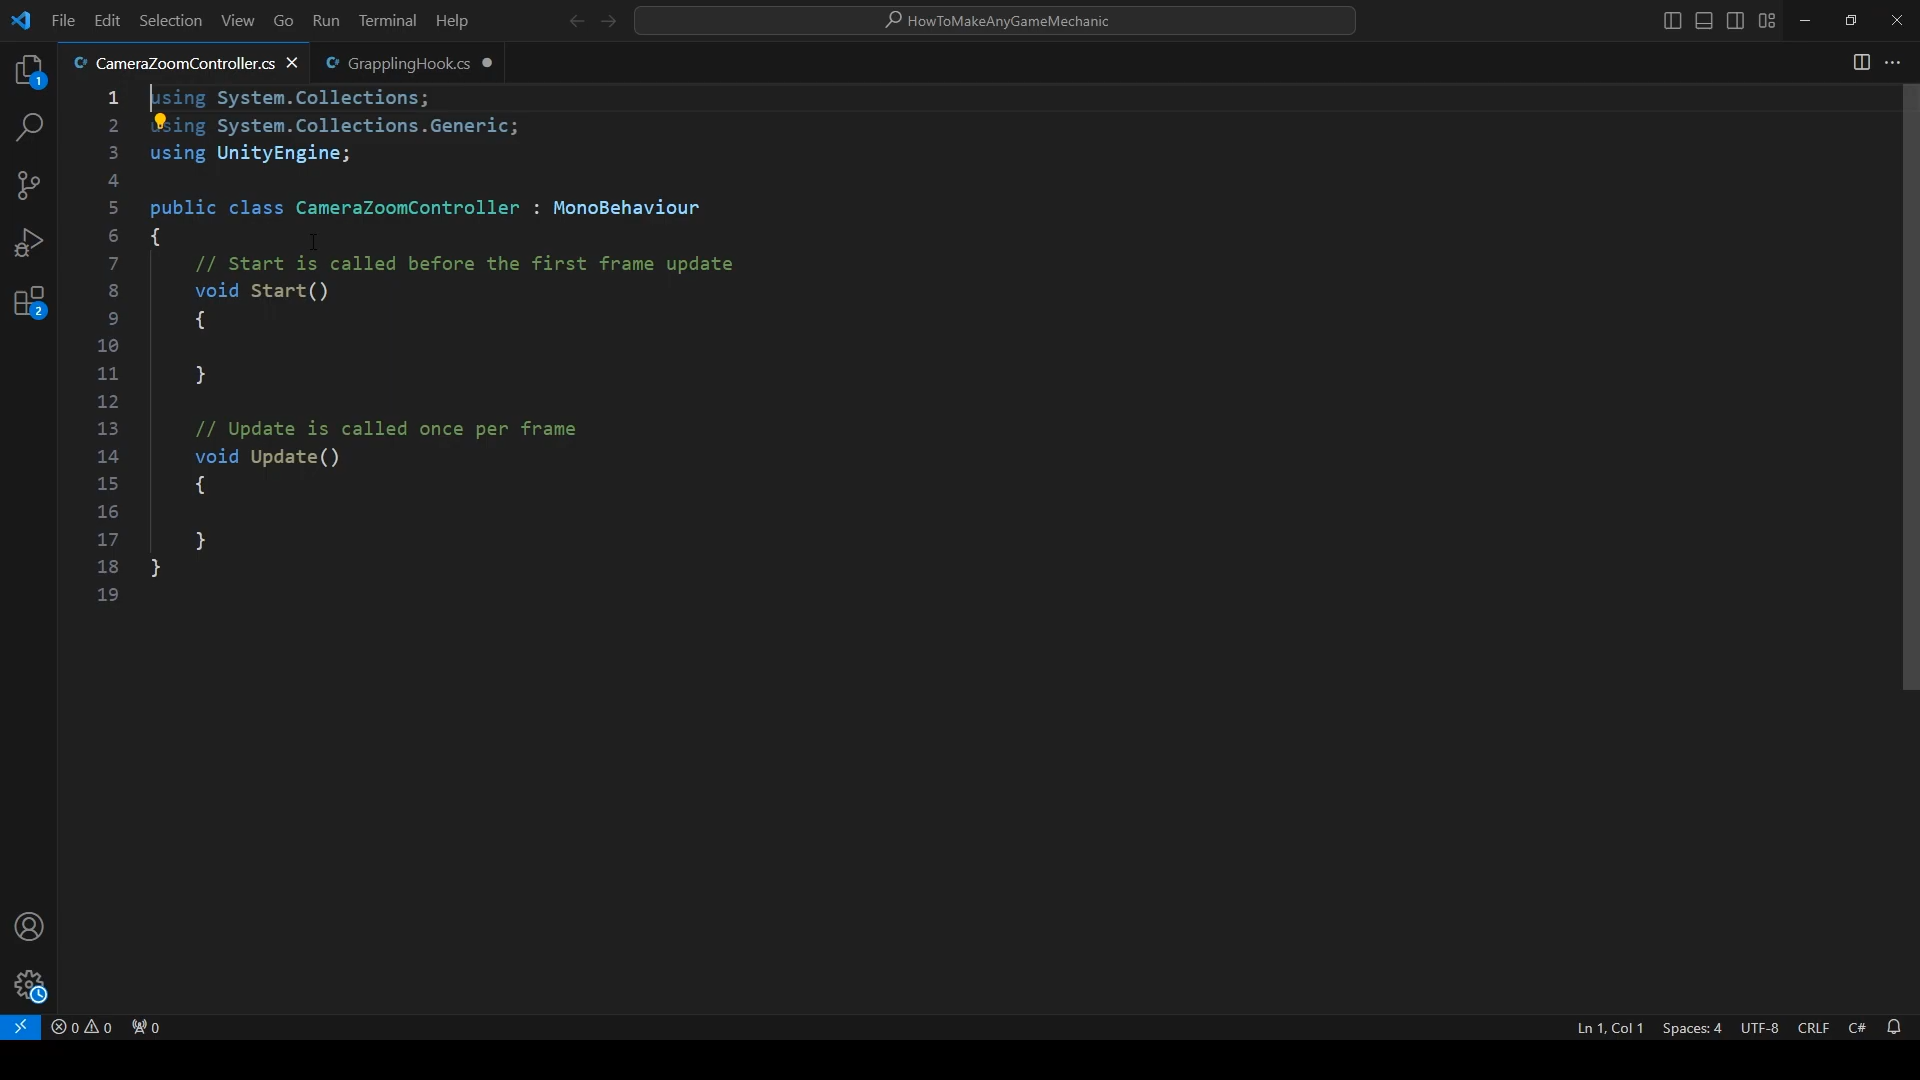 File Edit Selection View Go Run Terminal Help HowToMakeAnyGameMechanic
C# CameraZoomController.cs C# GrapplingHook.cs
1 using System.Collections;
2 using System.Collections.Generic;
3 using UnityEngine;
4
5 public class CameraZoomController : MonoBehaviour
6 {
7 // Start is called before the first frame update
8 void Start()
9 {
10
11 }
12
13 // Update is called once per frame
14 void Update()
15 {
16
17 }
18 }
19
1
2
0 0 0 Ln 1, Col 1 Spaces: 4 UTF-8 CRLF C#